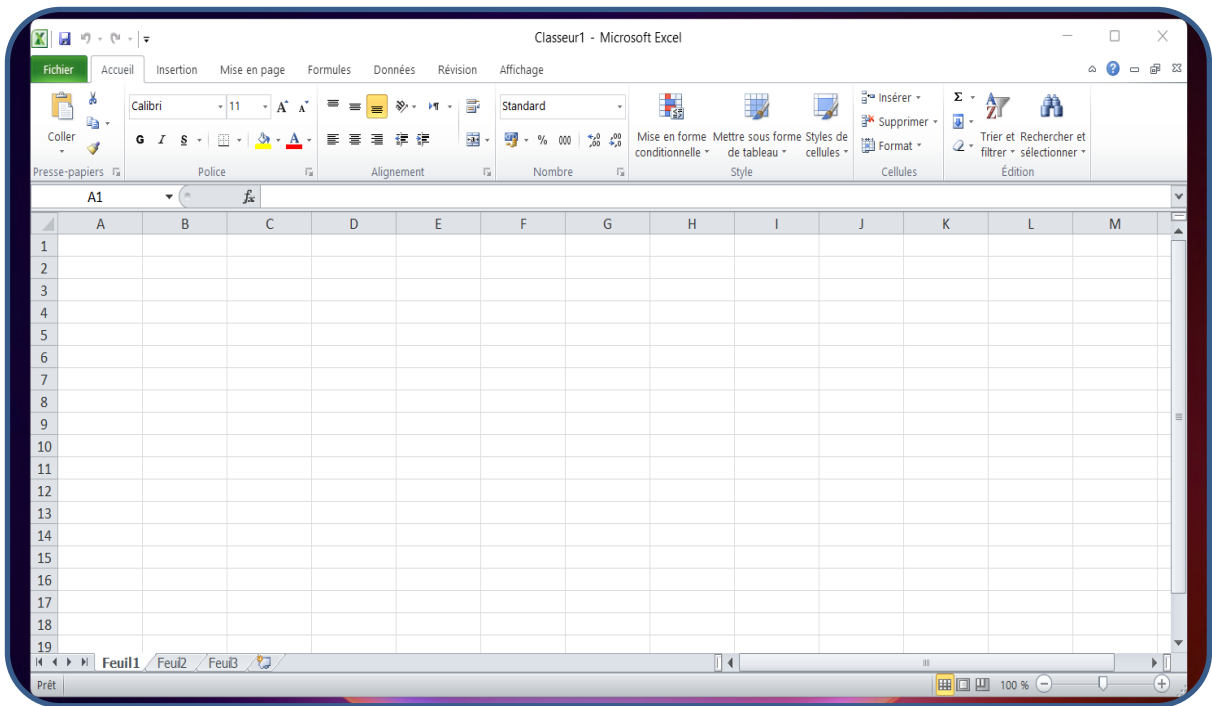 Classeur1 - Microsoft Excel
Fichier Accueil Insertion Mise en page Formules Données Révision Affichage
Calibri 11 A A Standard Insérer Σ
Supprimer
Coller G I S A % 000 Mise en forme Mettre sous forme Styles de Format Trier et Rechercher et
conditionnelle de tableau cellules filtrer sélectionner
Presse-papiers Police Alignement Nombre Style Cellules Édition
A1 fx
A B C D E F G H I J K L M
1
2
3
4
5
6
7
8
9
10
11
12
13
14
15
16
17
18
19
Feuil1 Feuil2 Feuil3
Prêt 100 %